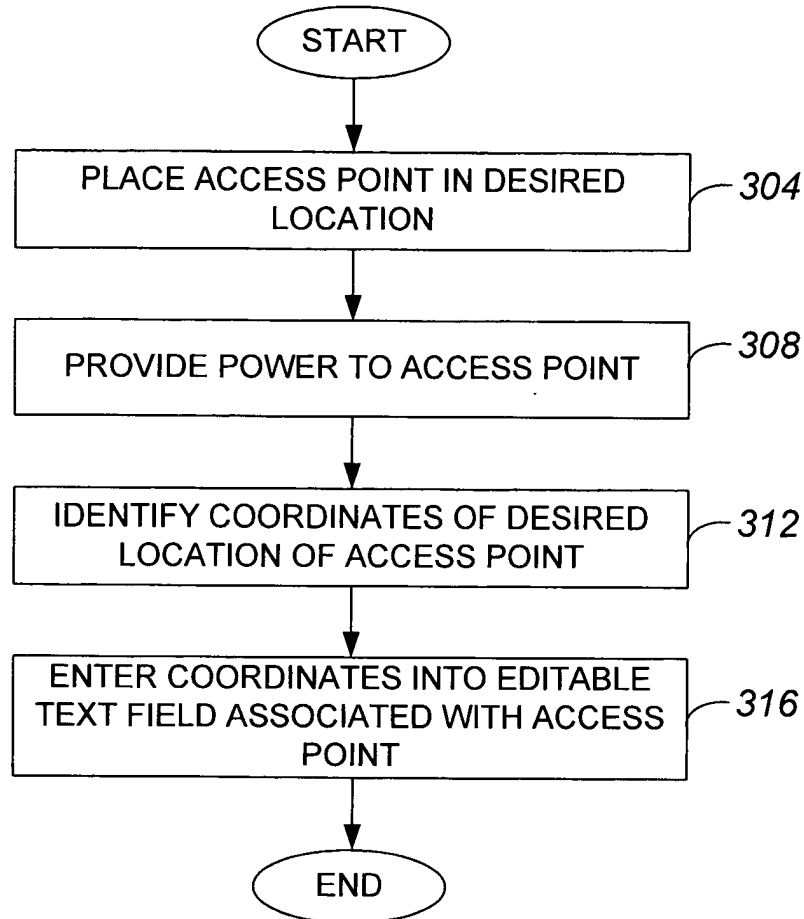 START
PLACE ACCESS POINT IN DESIRED
LOCATION
304
PROVIDE POWER TO ACCESS POINT
308
IDENTIFY COORDINATES OF DESIRED
LOCATION OF ACCESS POINT
312
ENTER COORDINATES INTO EDITABLE
TEXT FIELD ASSOCIATED WITH ACCESS
POINT
316
END